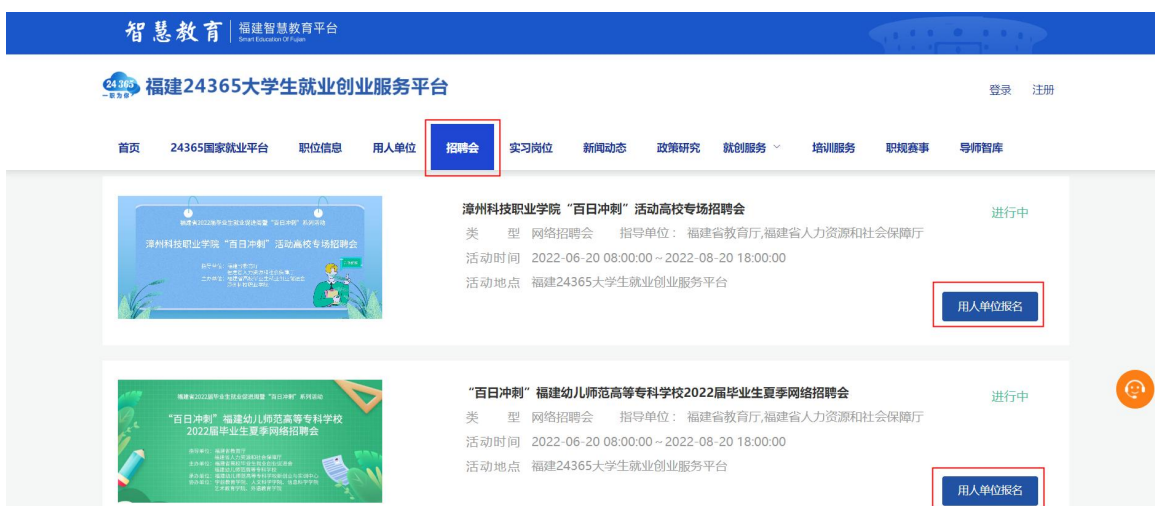 智慧教育
福建智慧教育平台
Smart Education Of Fujian
24365
福建24365大学生就业创业服务平台
登录 注册
首页 24365国家就业平台 职位信息 用人单位 招聘会 实习岗位 新闻动态 政策研究 就创服务 培训服务 职规赛事 导师智库
漳州科技职业学院“百日冲刺”活动高校专场招聘会
漳州科技职业学院“百日冲刺”活动高校专场招聘会
进行中
类 型 网络招聘会 指导单位： 福建省教育厅,福建省人力资源和社会保障厅
活动时间 2022-06-20 08:00:00 ~ 2022-08-20 18:00:00
活动地点 福建24365大学生就业创业服务平台
用人单位报名
福建省2022届毕业生就业促进周暨“百日冲刺”系列活动
“百日冲刺”福建幼儿师范高等专科学校
2022届毕业生夏季网络招聘会
“百日冲刺”福建幼儿师范高等专科学校2022届毕业生夏季网络招聘会
进行中
类 型 网络招聘会 指导单位： 福建省教育厅,福建省人力资源和社会保障厅
活动时间 2022-06-20 08:00:00 ~ 2022-08-20 18:00:00
活动地点 福建24365大学生就业创业服务平台
用人单位报名